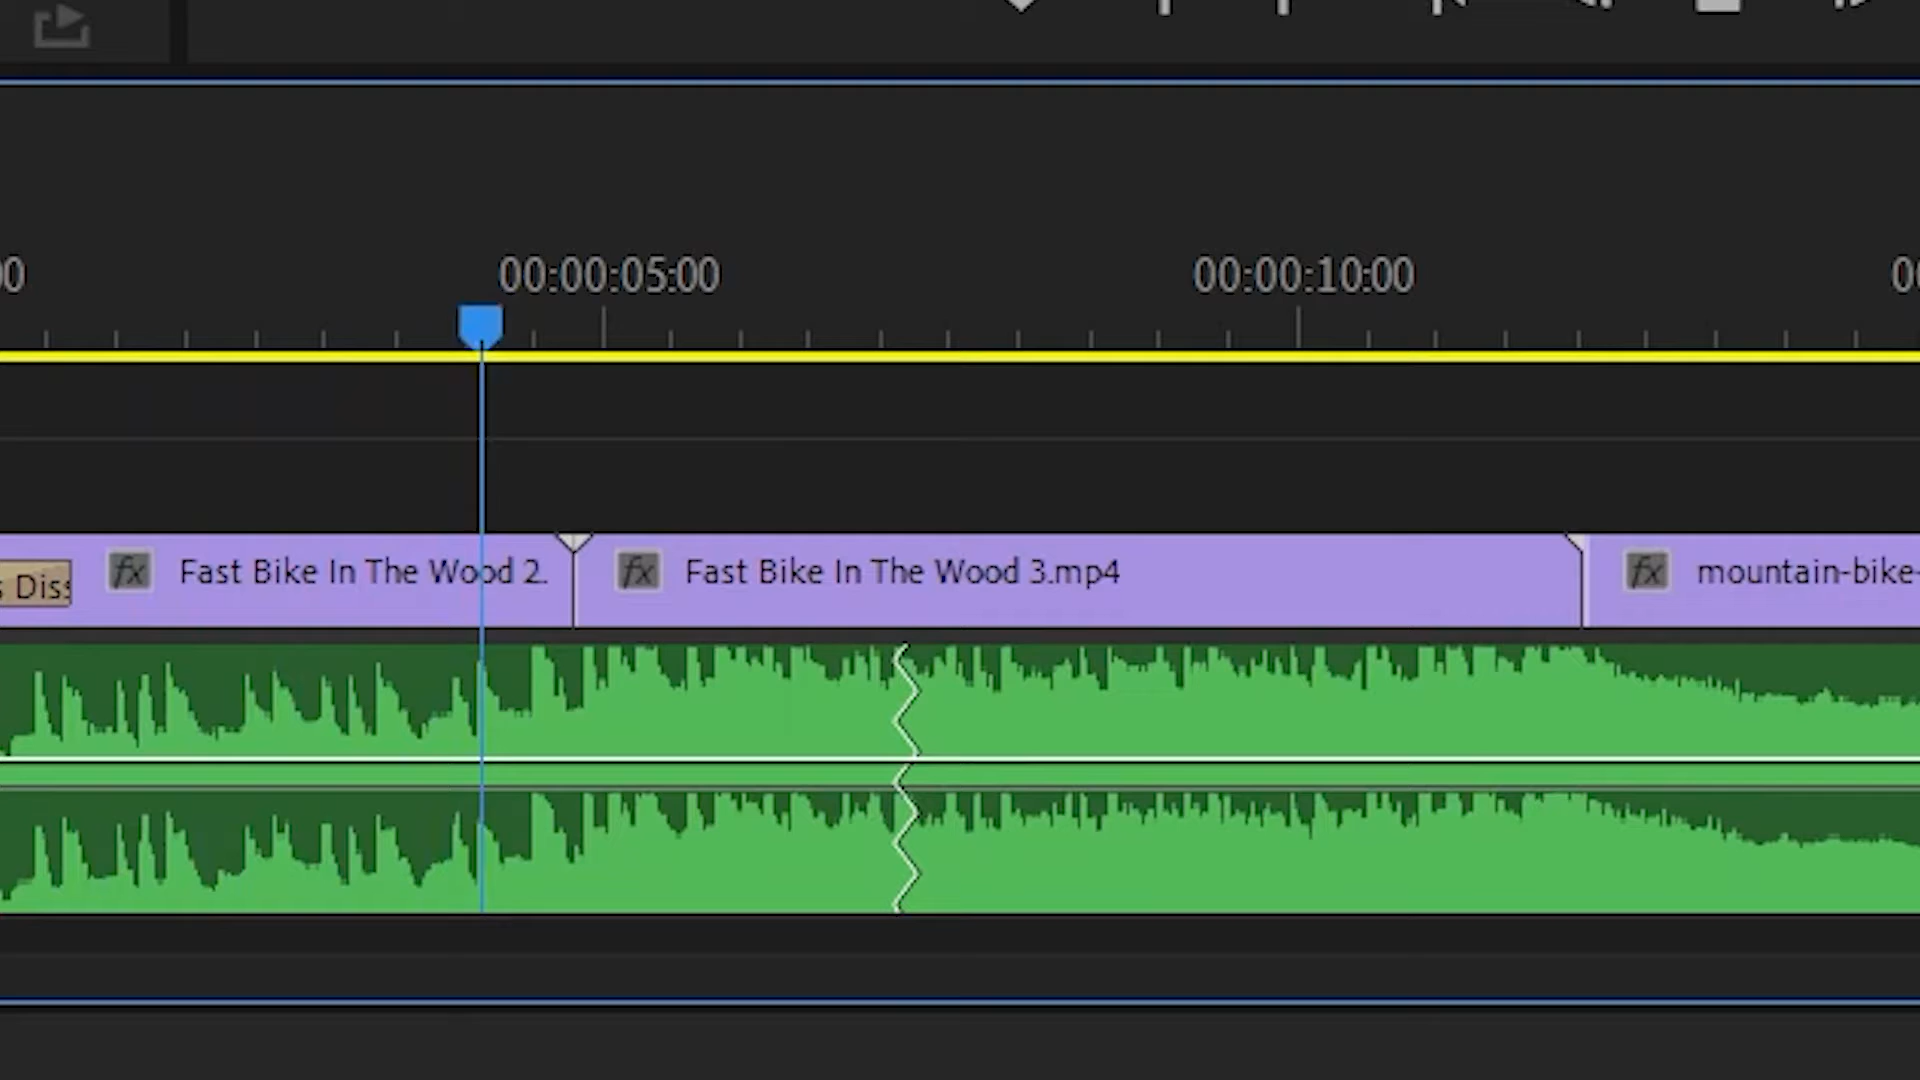 00:00:05:00 00:00:10:00
Diss fx Fast Bike In The Wood 2. fx Fast Bike In The Wood 3.mp4 fx mountain-bike-